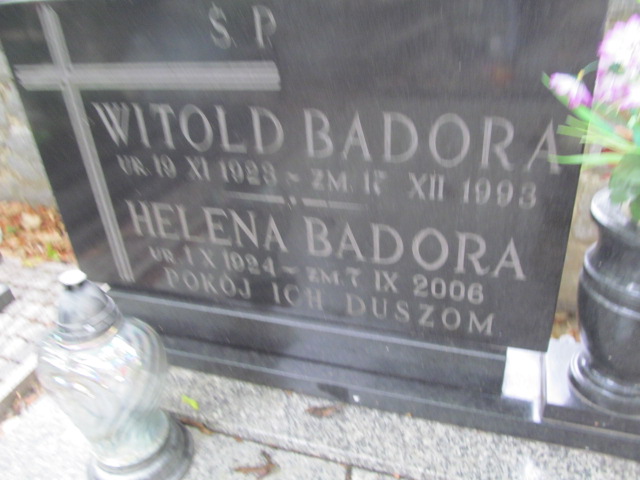 Ś P
WITOLD BADORA
UR. 19 XI 1923 - ZM. XII 1993
HELENA BADORA
UR. 1 X 1924 - ZM. 7 IX 2006
POKÓJ ICH DUSZOM